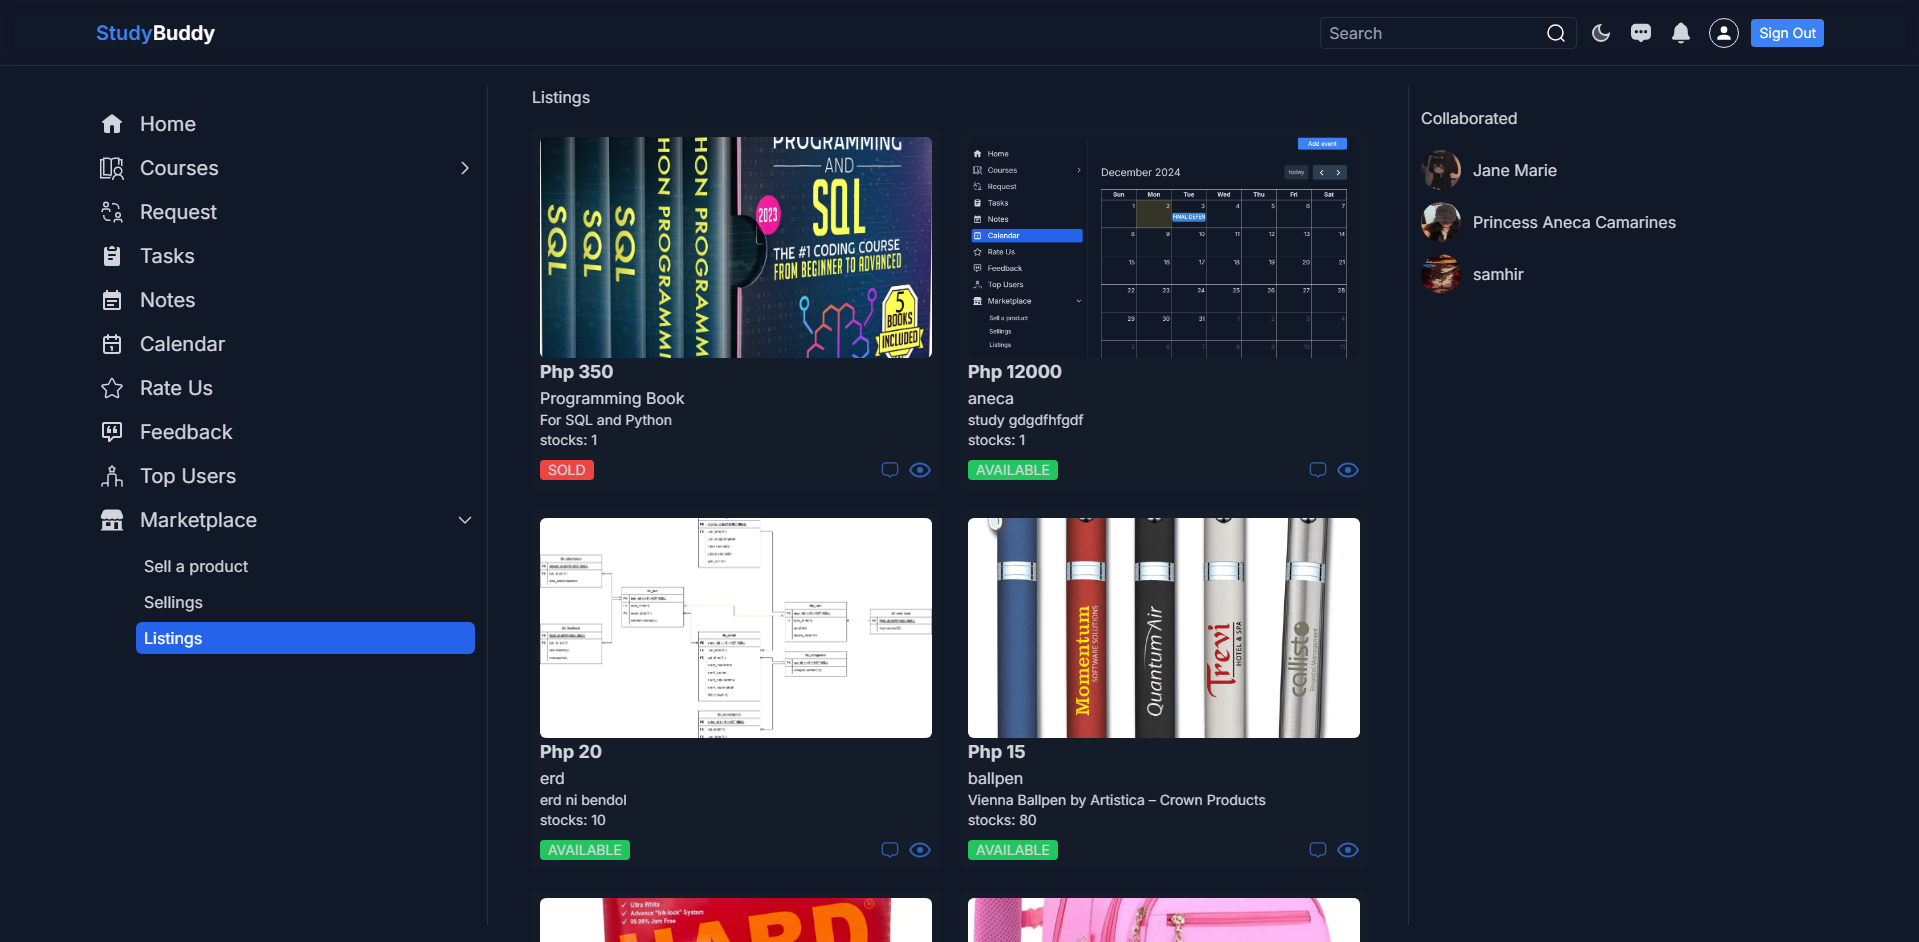 StudyBuddy
Search
Sign Out
Home
Courses
Request
Tasks
Notes
Calendar
Rate Us
Feedback
Top Users
Marketplace
Sell a product
Sellings
Listings
Listings
SQL
SQL
SQL
HON PROGRAMM
HON PROGRAMM
PROGRAMMING
AND
SQL
2023
THE #1 CODING COURSE
FROM BEGINNER TO ADVANCED
5
BOOKS
INCLUDED
Php 350
Programming Book
For SQL and Python
stocks: 1
SOLD
Add event
Home
Courses
Request
Tasks
Notes
Calendar
Rate Us
Feedback
Top Users
Marketplace
Sell a product
Sellings
Listings
December 2024
today
Sun Mon Tue Wed Thu Fri Sat
1 2 3 4 5 6 7
FINAL DEFEN
8 9 10 11 12 13 14
15 16 17 18 19 20 21
22 23 24 25 26 27 28
29 30 31 1 2 3 4
5 6 7 8 9 10 11
Php 12000
aneca
study gdgdfhfgdf
stocks: 1
AVAILABLE
Php 20
erd
erd ni bendol
stocks: 10
AVAILABLE
Momentum
SOFTWARE SOLUTIONS
QuantumAir
Trevi
HOTEL & SPA
callisto
Financial Management
Php 15
ballpen
Vienna Ballpen by Artistica – Crown Products
stocks: 80
AVAILABLE
Ultra White
Advance "Ink-lock" System
99.99% Jam Free
HARD
®
Collaborated
Jane Marie
Princess Aneca Camarines
samhir